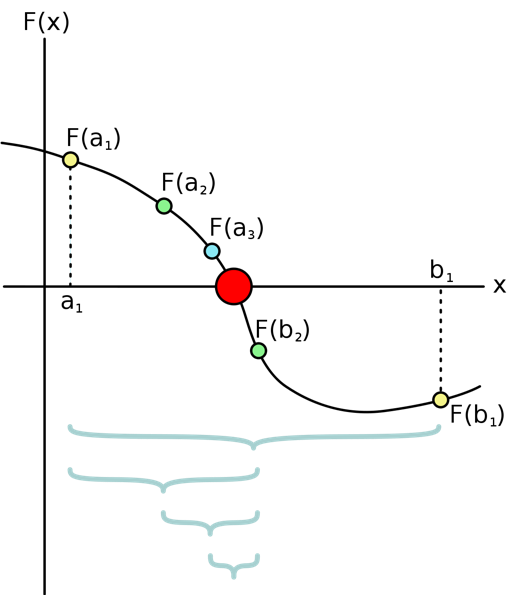 F(x)
F(a₁)
F(a₂)
F(a₃)
b₁
x
a₁
F(b₂)
F(b₁)